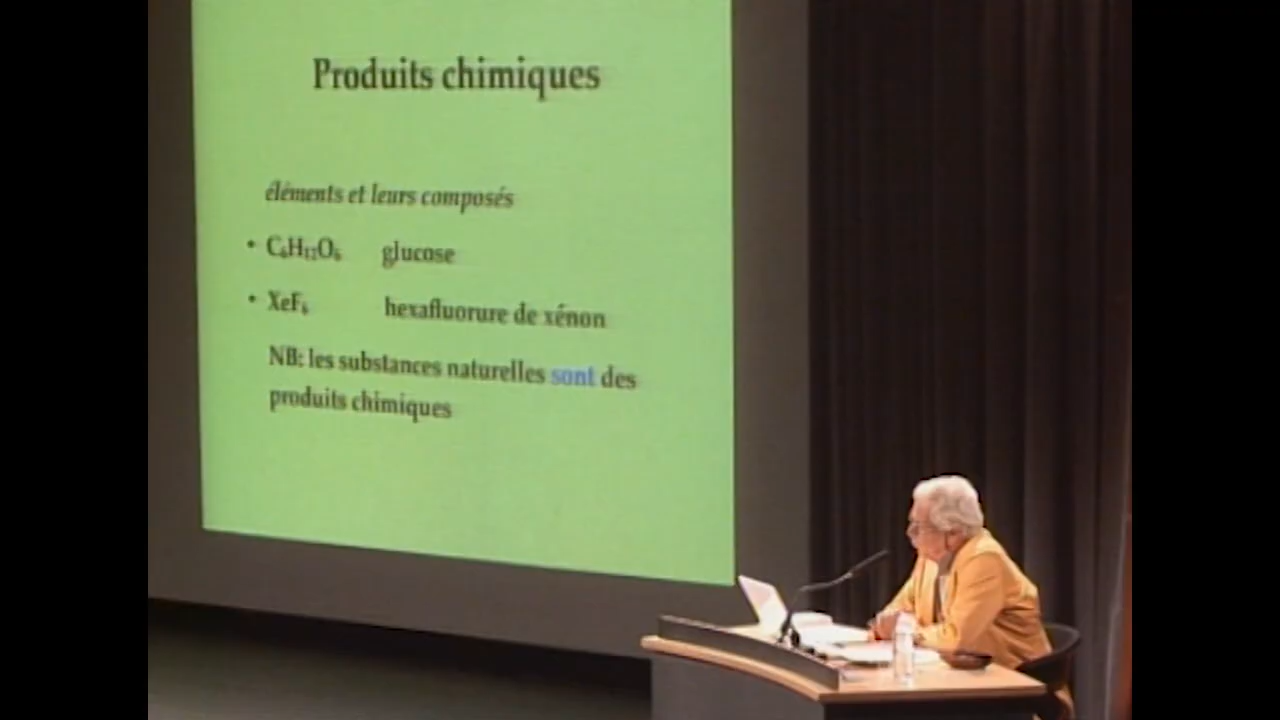 Produits chimiques
éléments et leurs composés
• C₆H₁₂O₆ glucose
• XeF₆ hexafluorure de xénon
NB: les substances naturelles sont des
produits chimiques